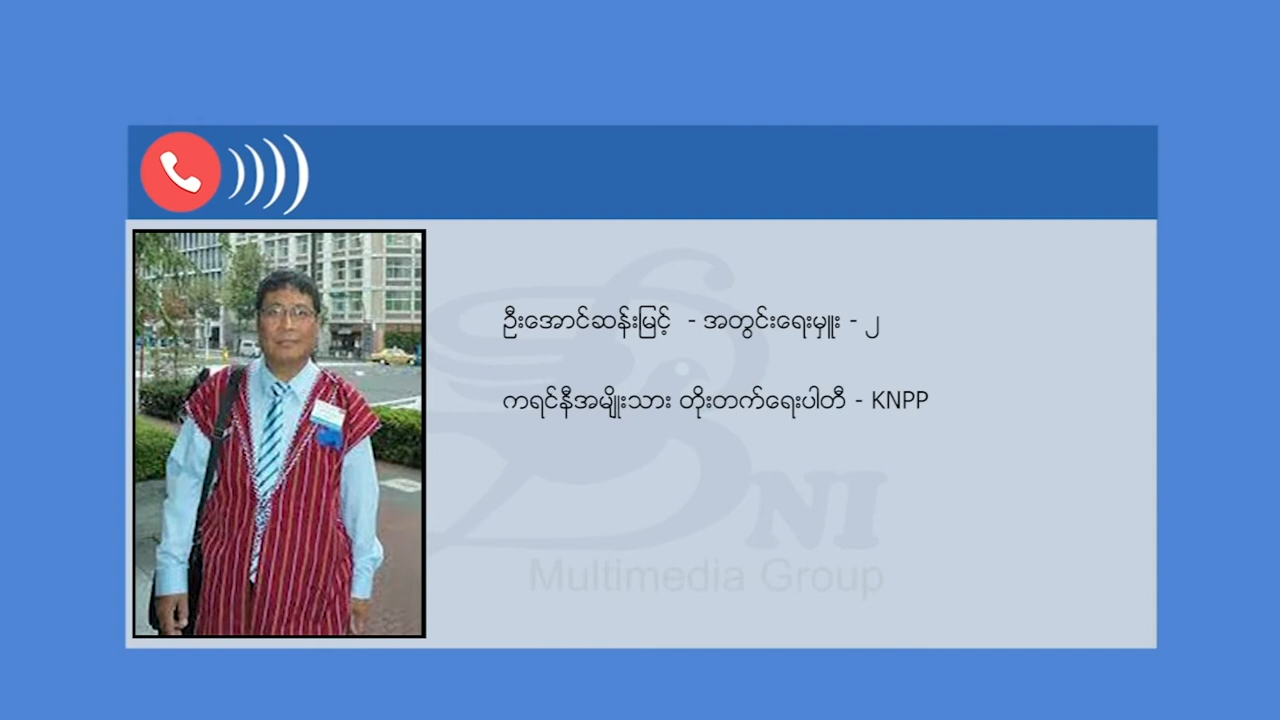 ဦးအောင်ဆန်းမြင့် - အတွင်းရေးမှူး - ၂
ကရင်နီအမျိုးသား တိုးတက်ရေးပါတီ - KNPP
BNI
Multimedia Group